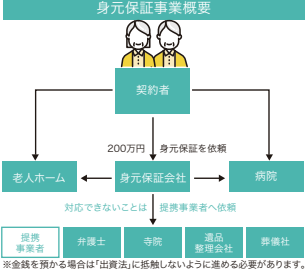 身元保証事業概要
契約者
200万円 身元保証を依頼
老人ホーム
身元保証会社
病院
対応できないことは 提携事業者へ依頼
提携
事業者
弁護士
寺院
遺品
整理会社
葬儀社
※金銭を預かる場合は「出資法」に抵触しないように進める必要があります。